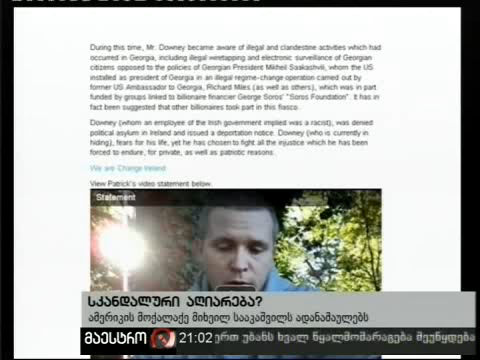 During this time, Mr. Downey became aware of illegal and clandestine activities which had
occurred in Georgia, including illegal wiretapping and electronic surveillance of Georgian
citizens opposed to the policies of Georgian President Mikheil Saakashvili, whom the US
installed as president of Georgia in an illegal regime-change operation carried out by
former US Ambassador to Georgia, Richard Miles (as well as others), which was in part
funded by groups linked to billionaire financier George Soros' "Soros Foundation". It has in
fact been suggested that other billionaires took part in this fiasco.
Downey (whom an employee of the Irish government implied was a racist), was denied
political asylum in Ireland and issued a deportation notice. Downey (who is currently in
hiding), fears for his life, yet he has chosen to fight all the injustice which he has been
forced to endure, for private, as well as patriotic reasons.
We are Change Ireland
View Patrick's video statement below.
Statement
სკანდალური აღიარება?
ამერიკის მოქალაქე მიხეილ სააკაშვილს ადანაშაულებს
მაესტრო 21:02 ერთ უბანს ხვალ წყალმომარაგება შეუწყდება